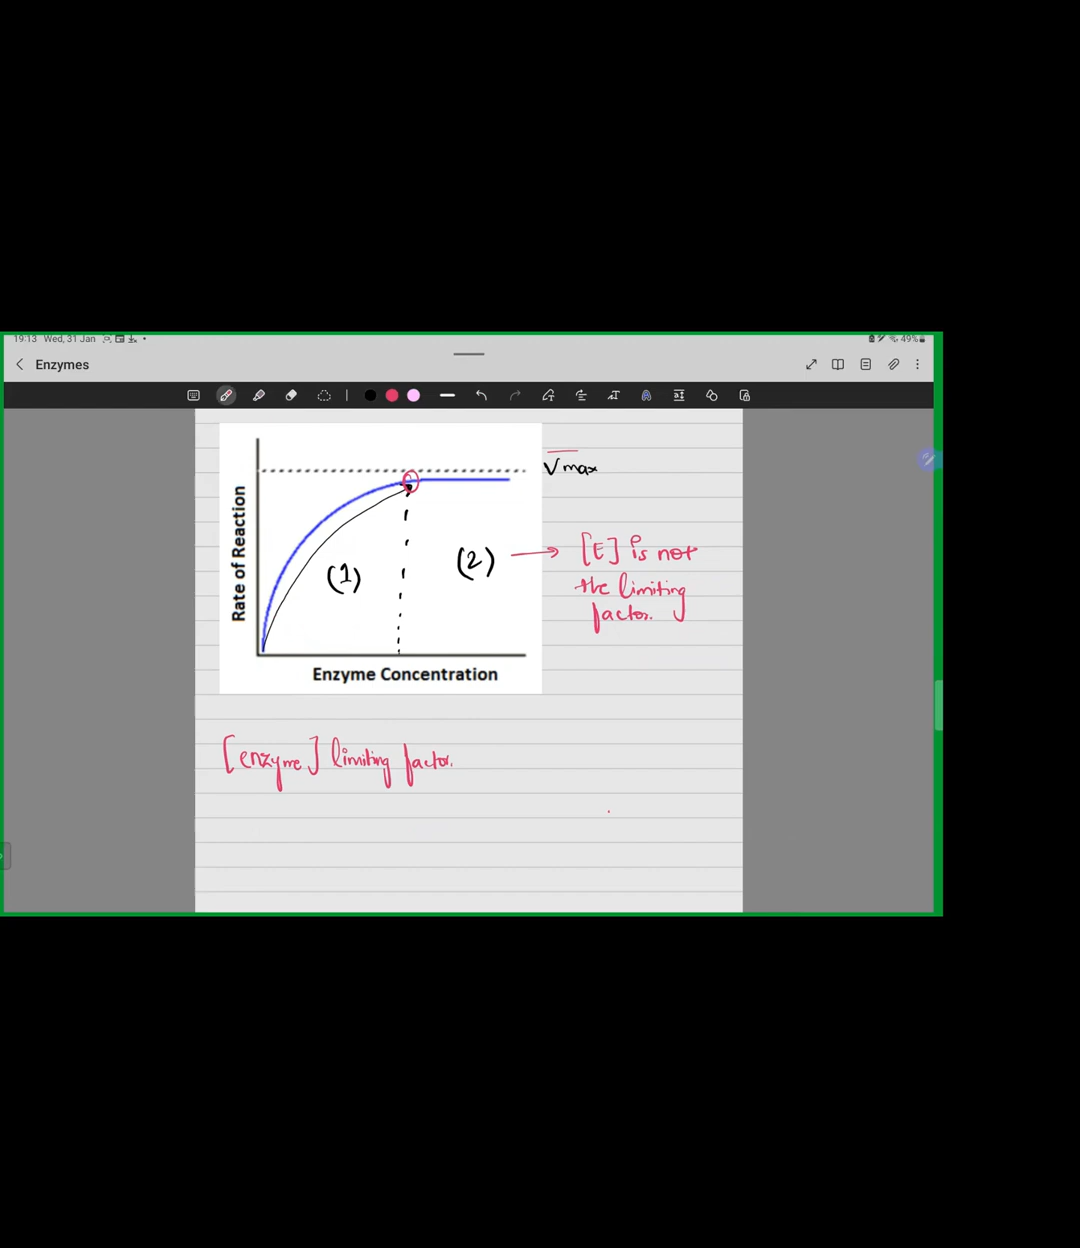 19:13 Wed, 31 Jan
49%
Enzymes
Vmax
Rate of Reaction
(1)
(2)
[E] is not
the limiting
factor.
Enzyme Concentration
[enzyme] limiting factor.